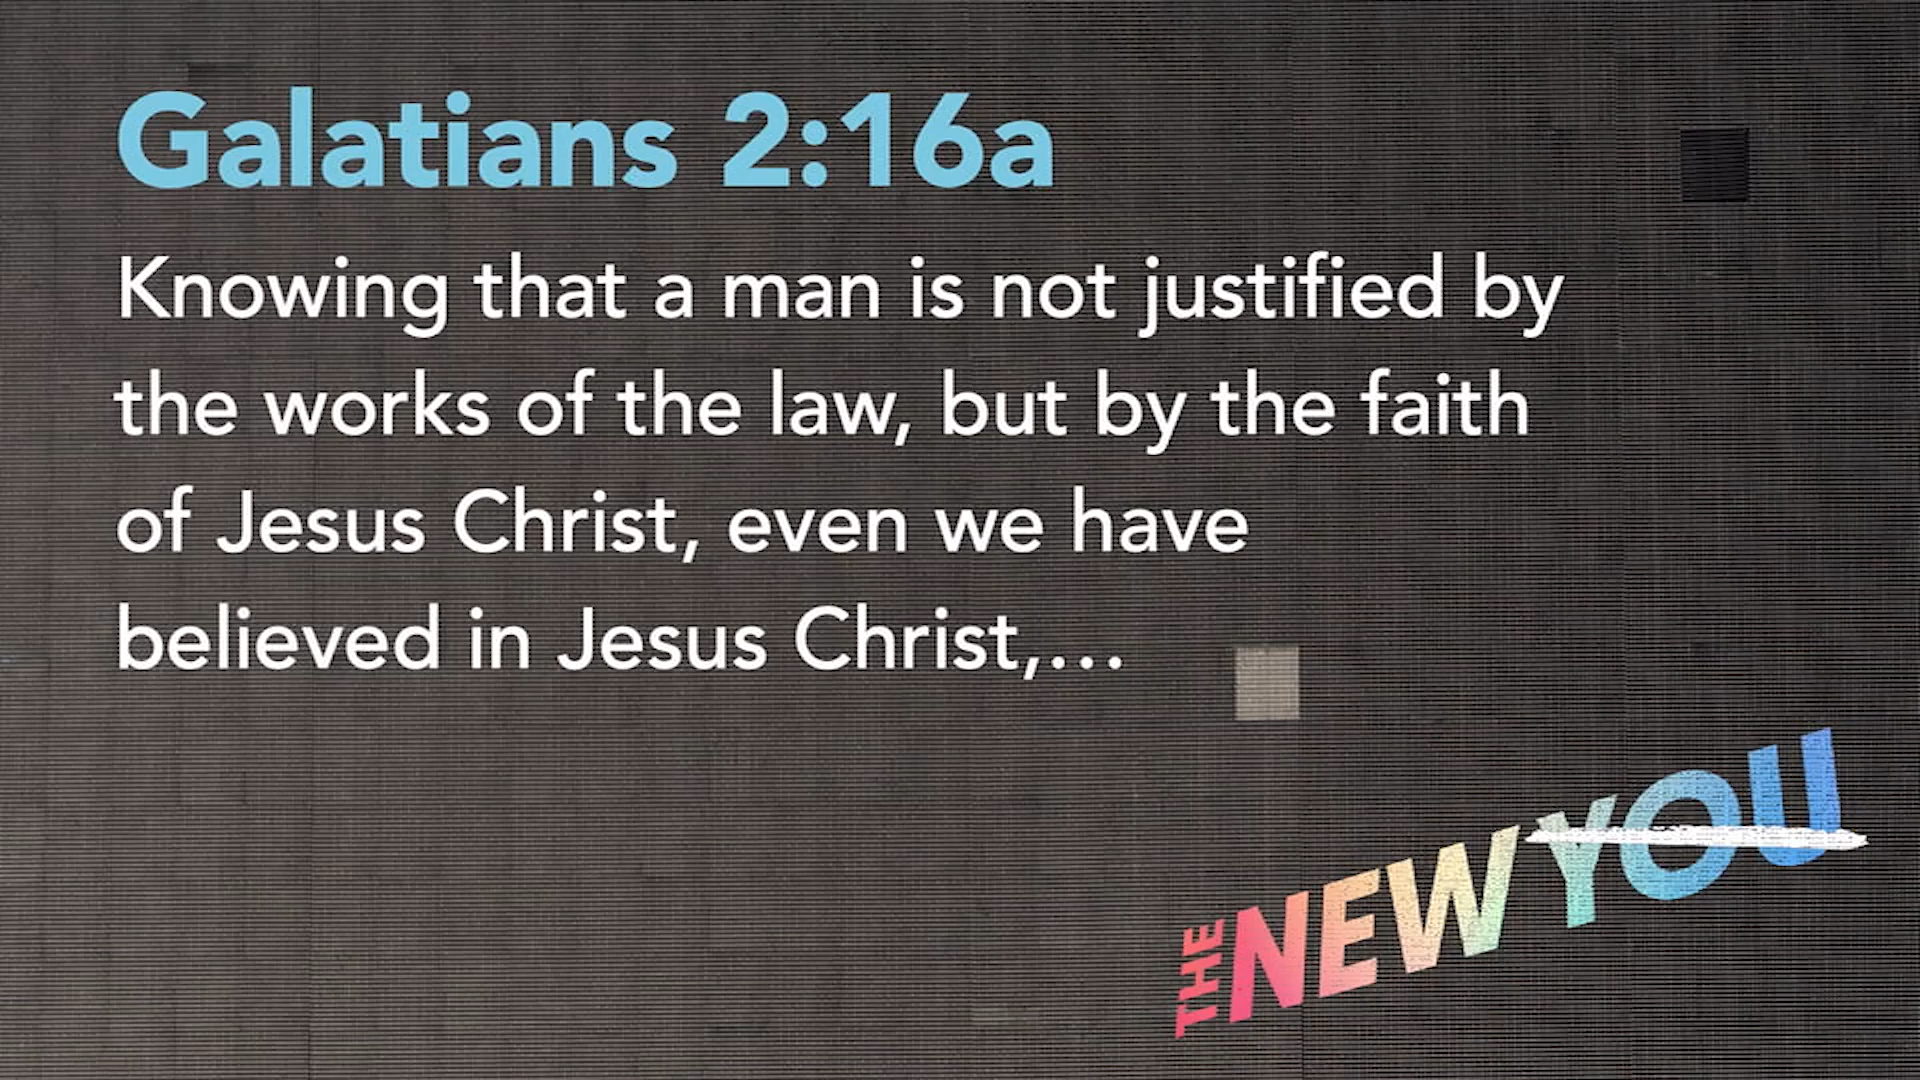 Galatians 2:16a
Knowing that a man is not justified by
the works of the law, but by the faith
of Jesus Christ, even we have
believed in Jesus Christ,…
THE NEW YOU